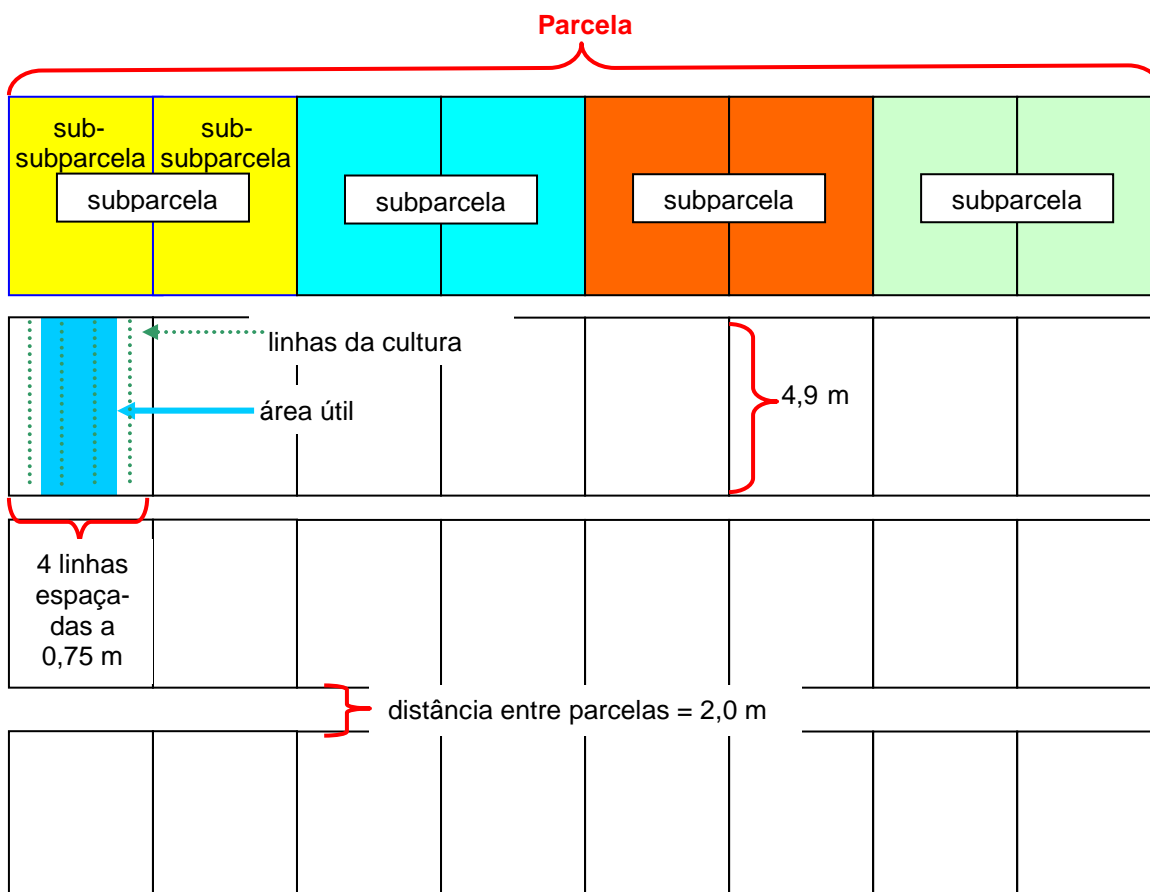 Parcela
sub-
subparcela
sub-
subparcela
subparcela
subparcela
subparcela
subparcela
linhas da cultura
área útil
4,9 m
4 linhas
espaça-
das a
0,75 m
distância entre parcelas = 2,0 m